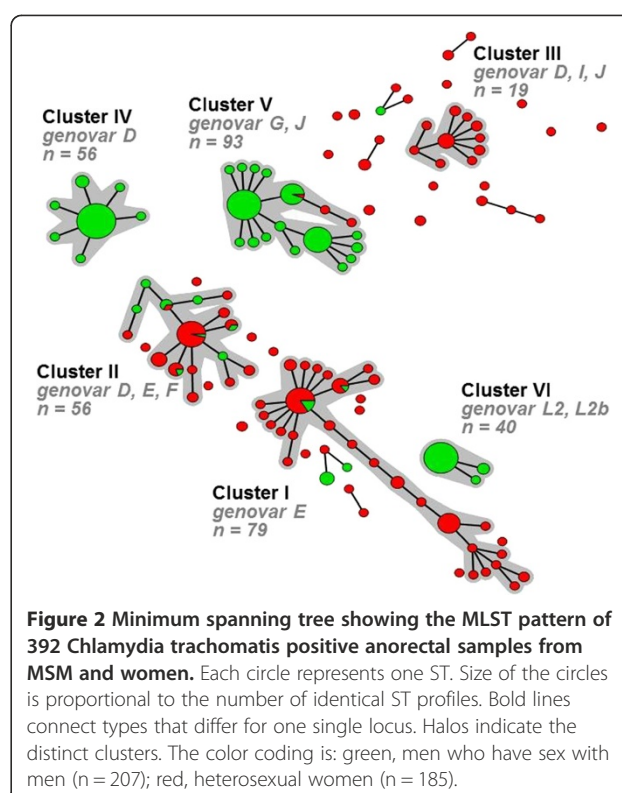 Cluster III
genovar D, I, J
n = 19
Cluster IV
genovar D
n = 56
Cluster V
genovar G, J
n = 93
Cluster II
genovar D, E, F
n = 56
Cluster VI
genovar L2, L2b
n = 40
Cluster I
genovar E
n = 79
Figure 2 Minimum spanning tree showing the MLST pattern of
392 Chlamydia trachomatis positive anorectal samples from
MSM and women. Each circle represents one ST. Size of the circles
is proportional to the number of identical ST profiles. Bold lines
connect types that differ for one single locus. Halos indicate the
distinct clusters. The color coding is: green, men who have sex with
men (n = 207); red, heterosexual women (n = 185).